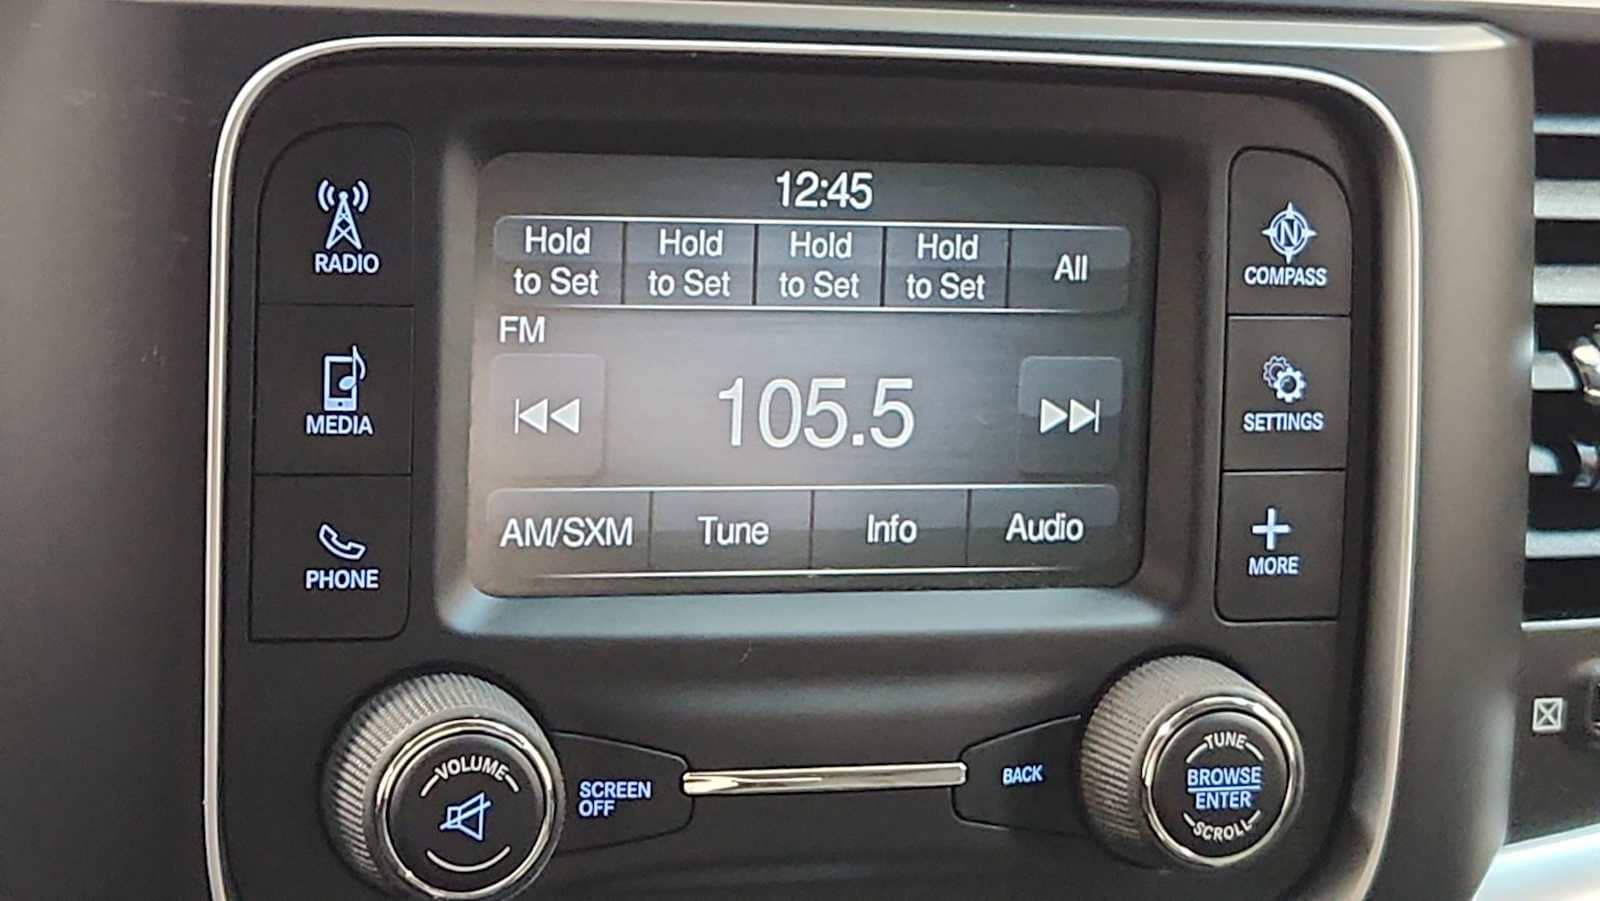 12:45
Hold to Set
Hold to Set
Hold to Set
Hold to Set
All
FM
105.5
AM/SXM
Tune
Info
Audio
RADIO
MEDIA
PHONE
N
COMPASS
SETTINGS
MORE
VOLUME
SCREEN
OFF
BACK
TUNE
BROWSE
ENTER
SCROLL